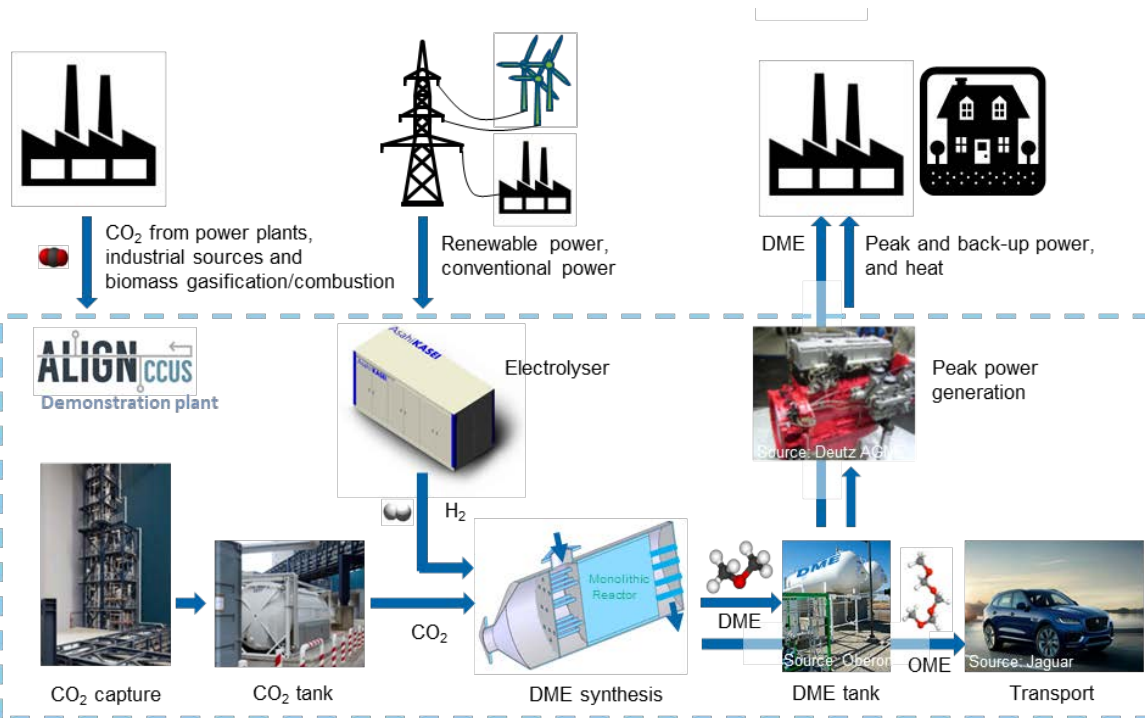 CO₂ from power plants,
industrial sources and
biomass gasification/combustion
Renewable power,
conventional power
DME
Peak and back-up power,
and heat
ALIGN CCUS
Demonstration plant
Asahi KASEI
AsahiKASEI
Electrolyser
Peak power
generation
Source: Deutz AG
H₂
Monolithic
Reactor
CO₂
DME
DME
OME
Source: Oberon
Source: Jaguar
CO₂ capture
CO₂ tank
DME synthesis
DME tank
Transport